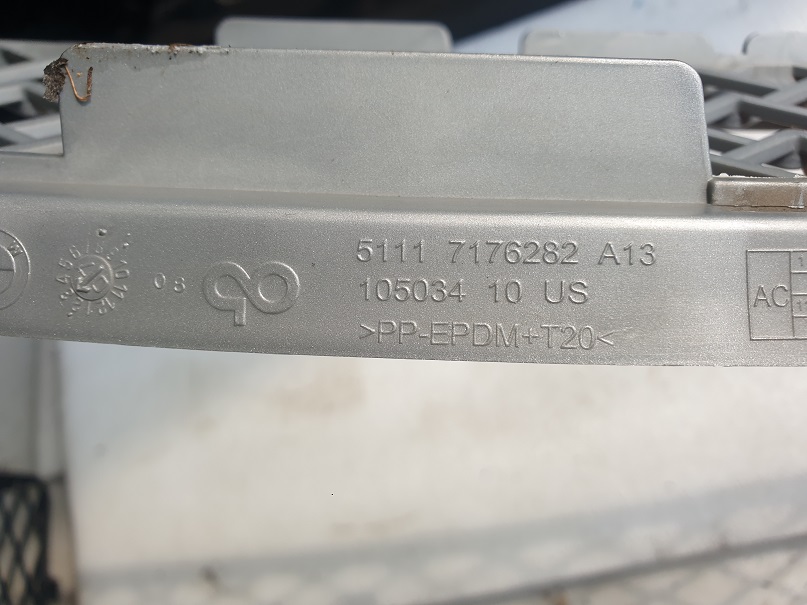 5111 7176282 A13
105034 10 US
>PP-EPDM+T20<
08
AC